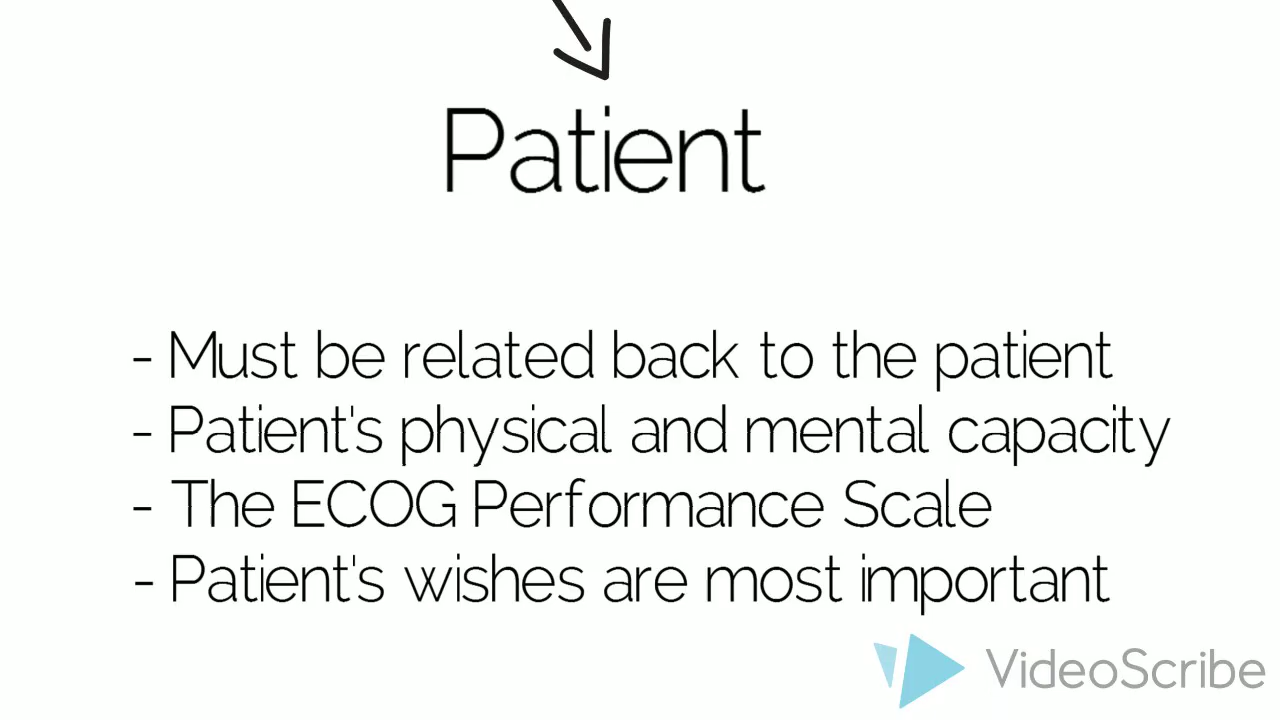 Patient
- Must be related back to the patient
- Patient's physical and mental capacity
- The ECOG Performance Scale
- Patient's wishes are most important
VideoScribe